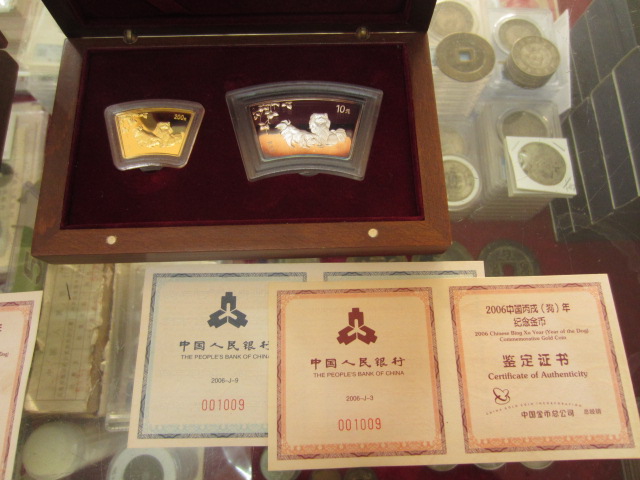 200元
10元
中国人民银行
THE PEOPLE'S BANK OF CHINA
001009
中国人民银行
THE PEOPLE'S BANK OF CHINA
2006-J-3
001009
2006中国丙戌（狗）年
纪念金币
2006 Chinese Bing Xu Year (Year of the Dog)
Commemorative Gold Coin
鉴定证书
Certificate of Authenticity
中国金币总公司